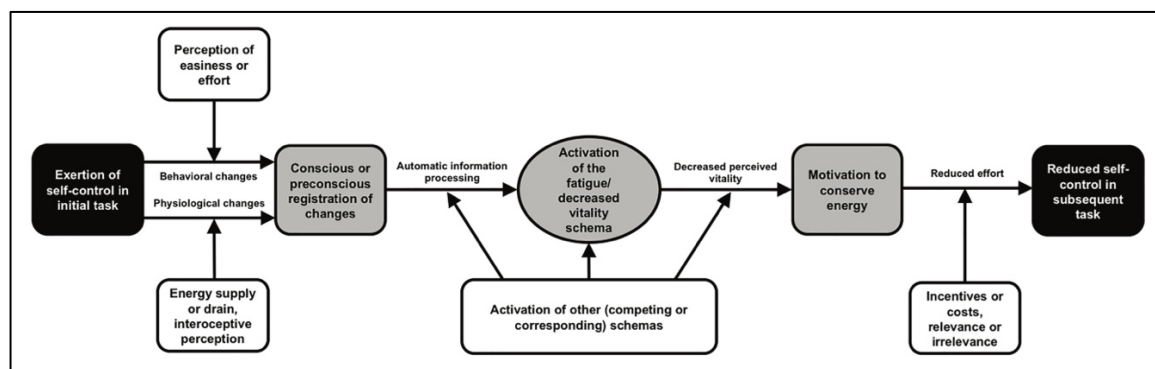 Perception of
easiness or
effort
Exertion of
self-control in
initial task
Behavioral changes
Physiological changes
Conscious or
preconscious
registration of
changes
Automatic information
processing
Activation
of the
fatigue/
decreased
vitality
schema
Decreased perceived
vitality
Motivation to
conserve
energy
Reduced effort
Reduced self-
control in
subsequent
task
Energy supply
or drain,
interoceptive
perception
Activation of other (competing or
corresponding) schemas
Incentives or
costs,
relevance or
irrelevance